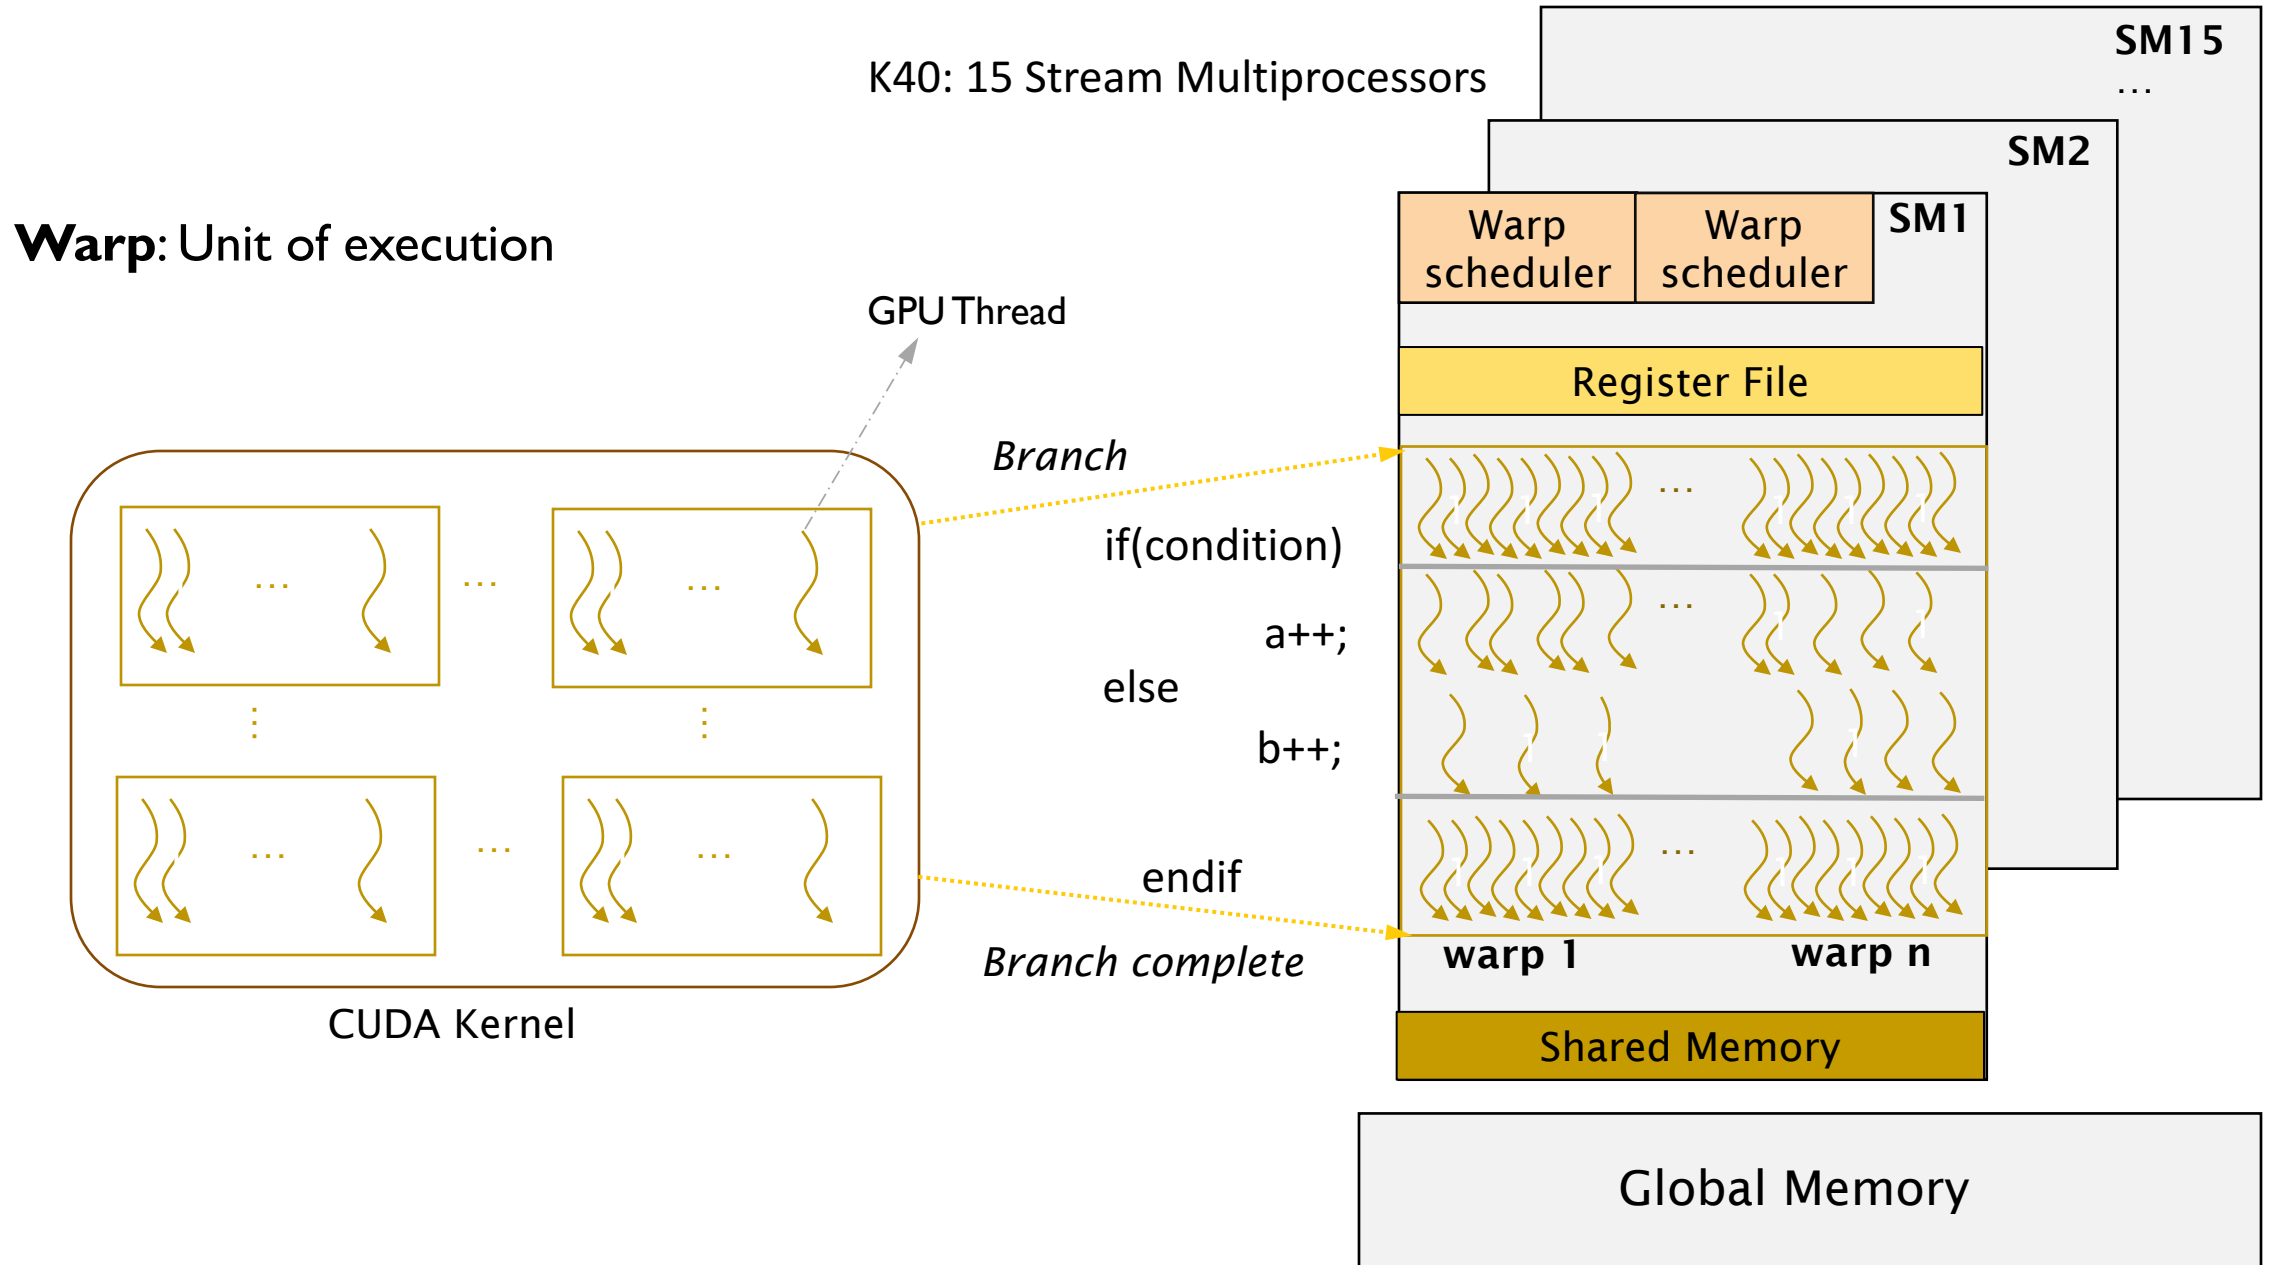 SM15
...
K40: 15 Stream Multiprocessors
SM2
SM1
Warp scheduler
Warp scheduler
Warp: Unit of execution
GPU Thread
Register File
Branch
...
if(condition)
... ... ...
...
a++;
else
b++;
... ... ...
...
endif
Branch complete
warp 1
warp n
CUDA Kernel
Shared Memory
Global Memory